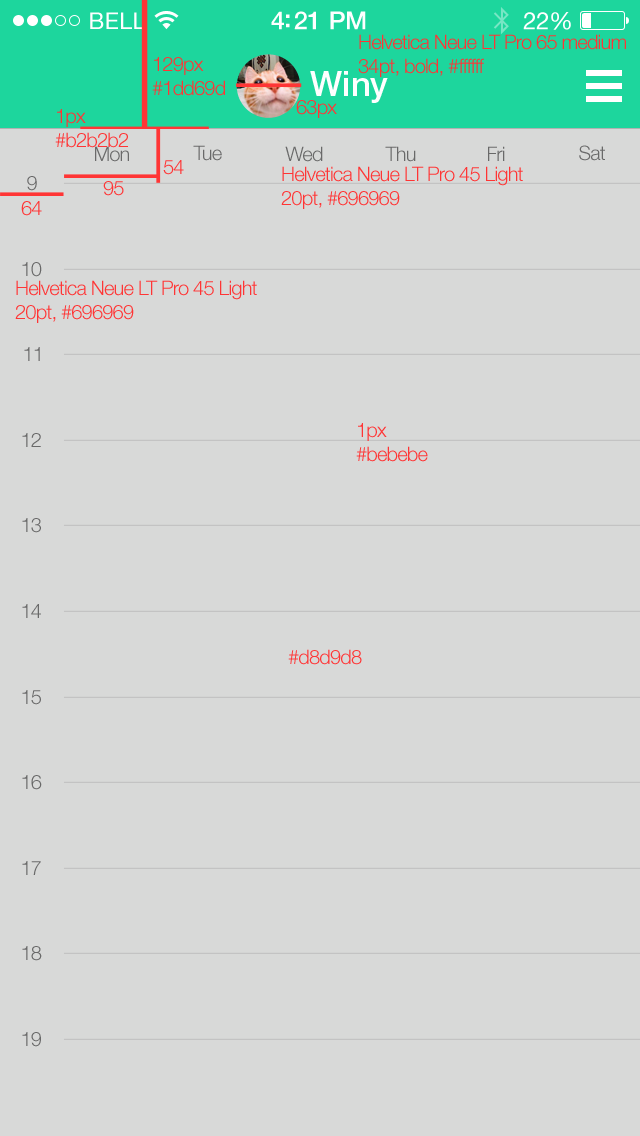 BELL 4:21 PM 22%
Helvetica Neue LT Pro 65 medium
34pt, bold, #ffffff
129px
#1dd69d
Winy
63px
1px
#b2b2b2
Mon Tue Wed Thu Fri Sat
54
Helvetica Neue LT Pro 45 Light
20pt, #696969
9
95
64
10
Helvetica Neue LT Pro 45 Light
20pt, #696969
11
1px
#bebebe
12
13
14
#d8d9d8
15
16
17
18
19